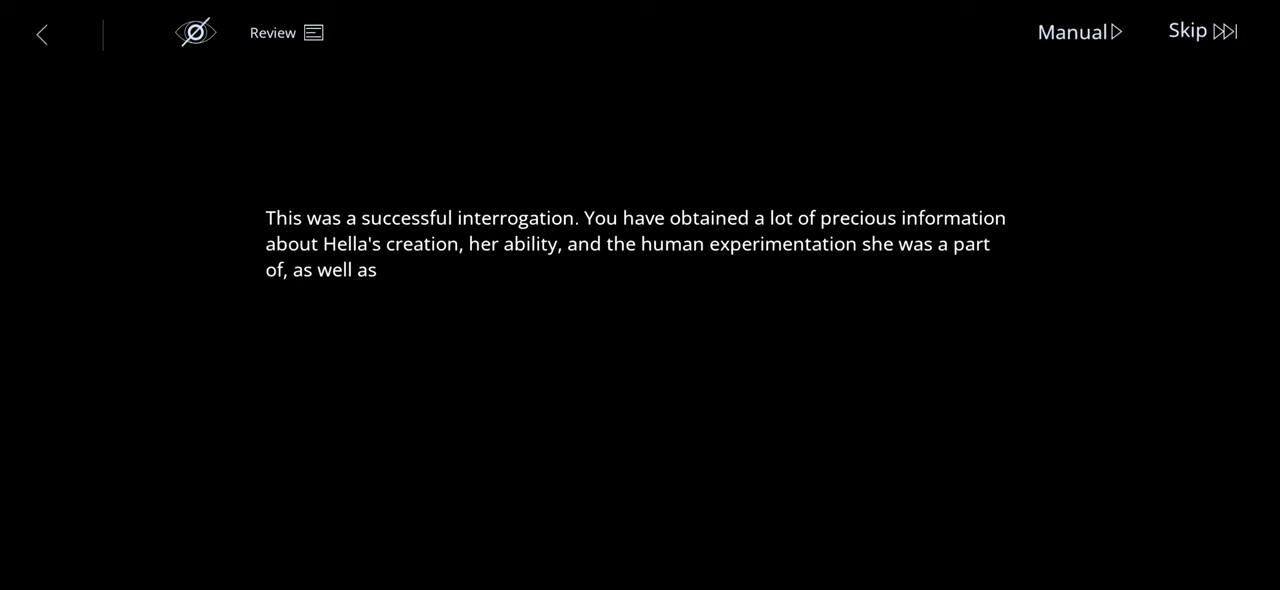 Review
Manual
Skip
This was a successful interrogation. You have obtained a lot of precious information
about Hella's creation, her ability, and the human experimentation she was a part
of, as well as